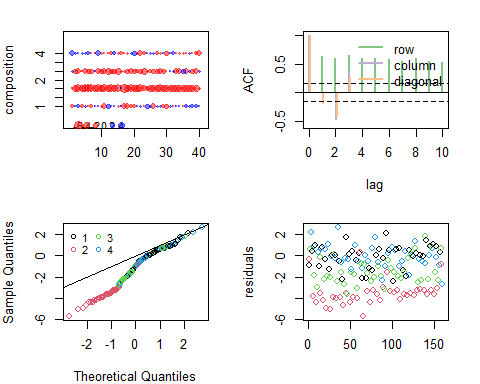 composition
4
2
1
10 20 30 40
ACF
0.5
-0.5
row
column
diagonal
0 2 4 6 8 10
lag
Sample Quantiles
2
0
-2
-6
1 3
2 4
-2 -1 0 1 2
Theoretical Quantiles
residuals
2
0
-2
-6
0 50 100 150